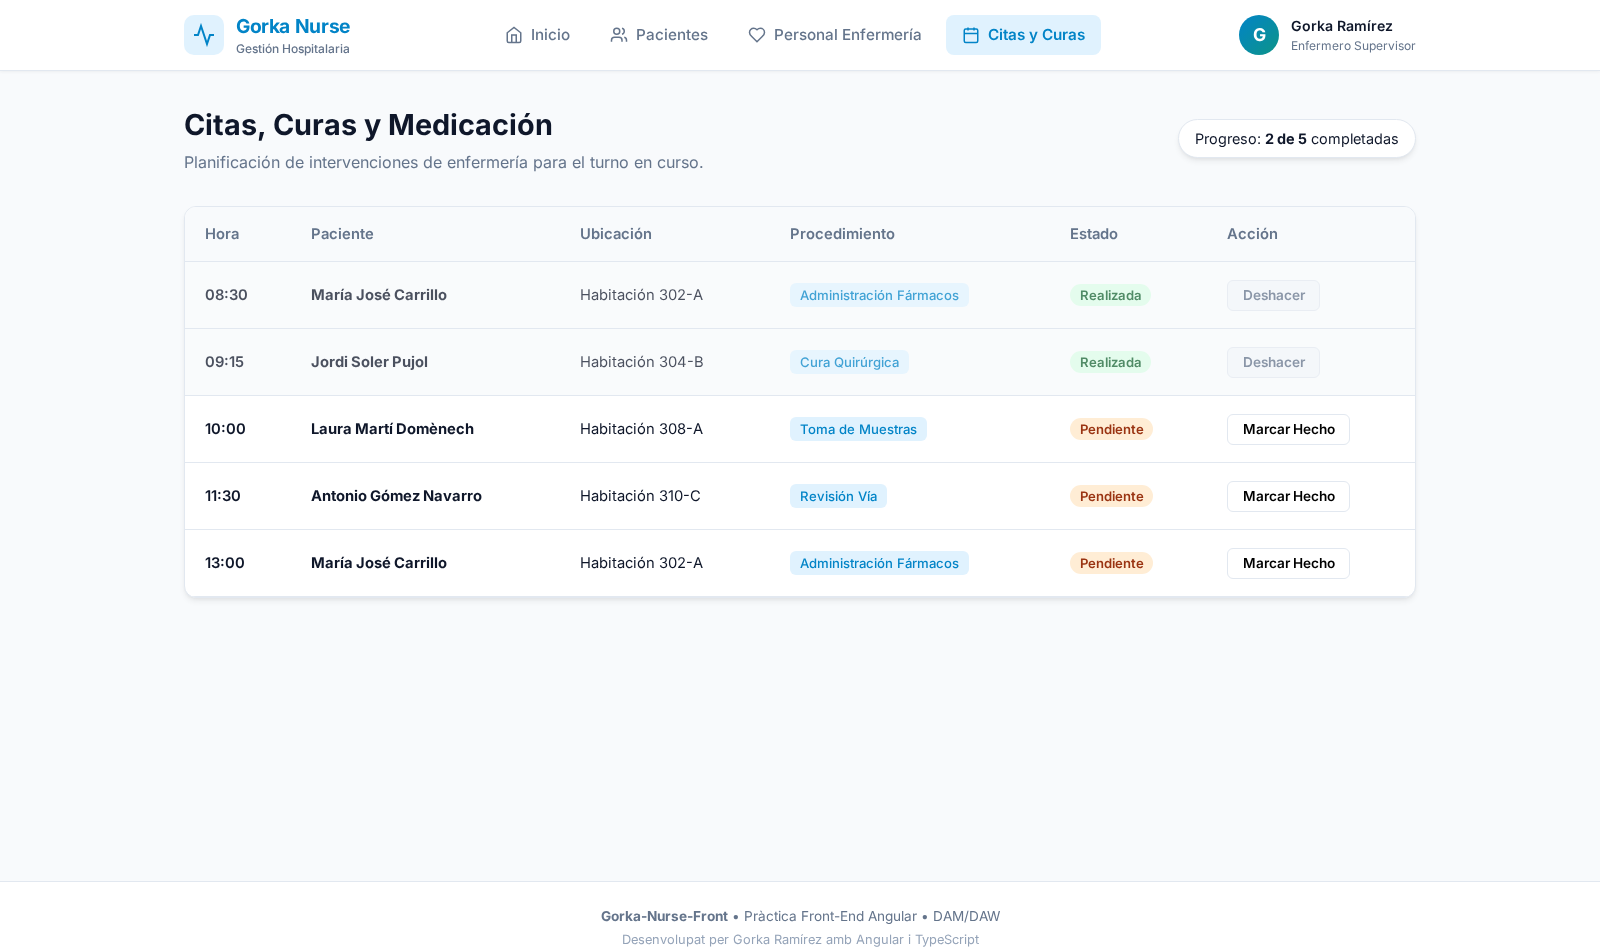 Gorka Nurse
Gestión Hospitalaria
Inicio
Pacientes
Personal Enfermería
Citas y Curas
G
Gorka Ramírez
Enfermero Supervisor
Citas, Curas y Medicación
Planificación de intervenciones de enfermería para el turno en curso.
Progreso: 2 de 5 completadas
Hora Paciente Ubicación Procedimiento Estado Acción
08:30 María José Carrillo Habitación 302-A Administración Fármacos Realizada Deshacer
09:15 Jordi Soler Pujol Habitación 304-B Cura Quirúrgica Realizada Deshacer
10:00 Laura Martí Domènech Habitación 308-A Toma de Muestras Pendiente Marcar Hecho
11:30 Antonio Gómez Navarro Habitación 310-C Revisión Vía Pendiente Marcar Hecho
13:00 María José Carrillo Habitación 302-A Administración Fármacos Pendiente Marcar Hecho
Gorka-Nurse-Front • Pràctica Front-End Angular • DAM/DAW
Desenvolupat per Gorka Ramírez amb Angular i TypeScript